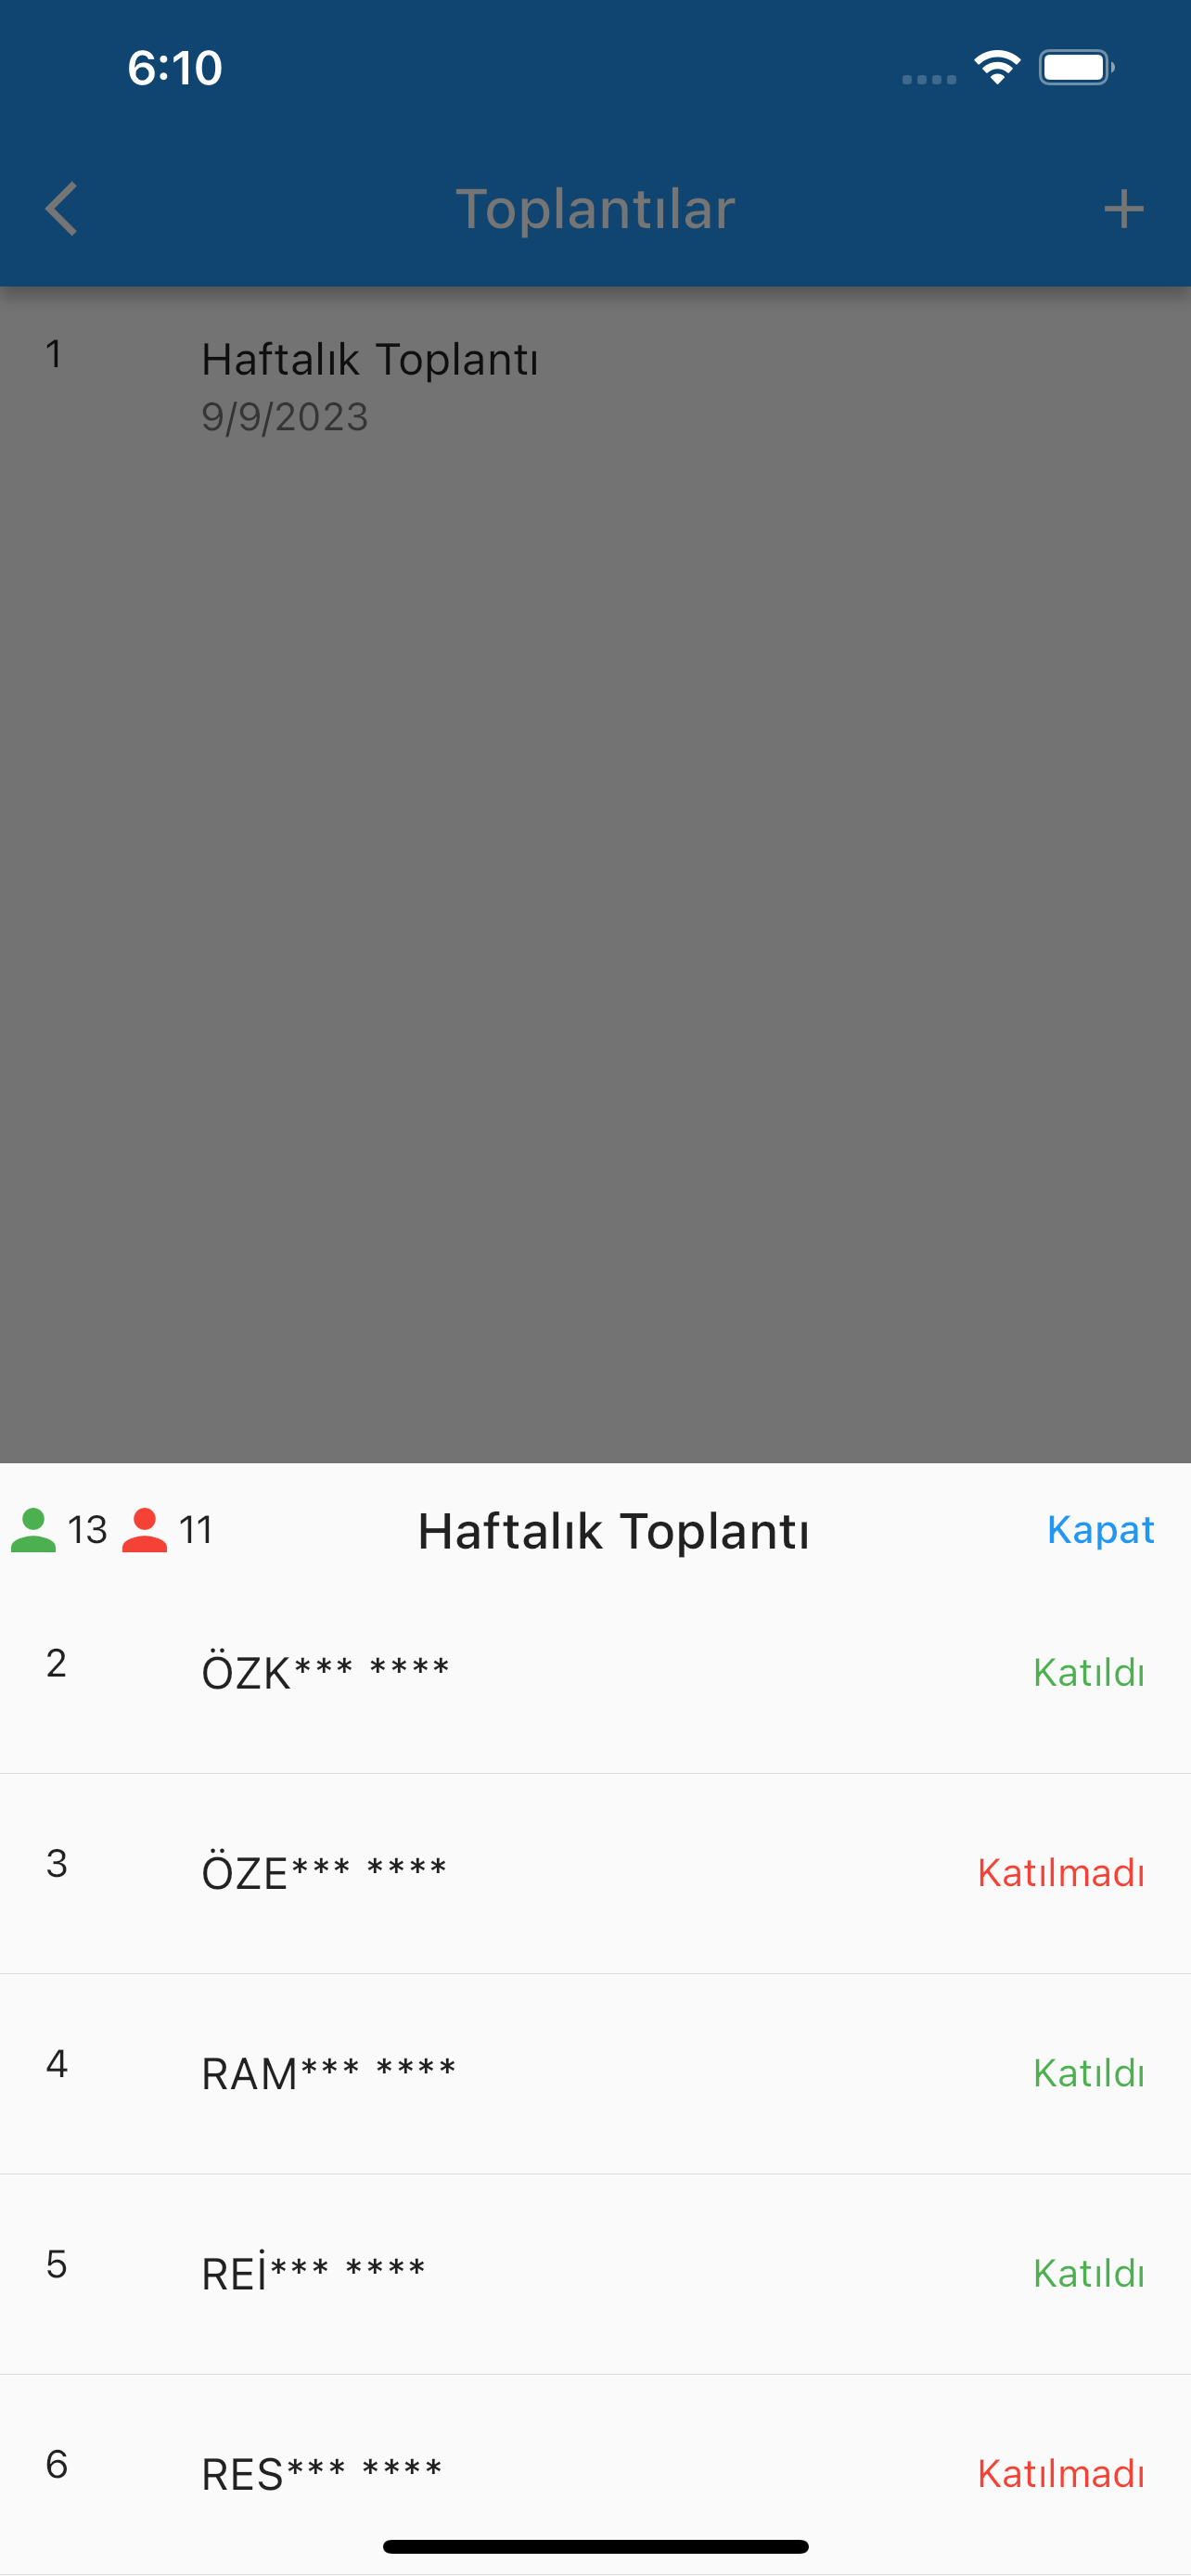 6:10
Toplantılar
1 Haftalık Toplantı
9/9/2023
13 11 Haftalık Toplantı Kapat
2 ÖZK*** **** Katıldı
3 ÖZE*** **** Katılmadı
4 RAM*** **** Katıldı
5 REİ*** **** Katıldı
6 RES*** **** Katılmadı